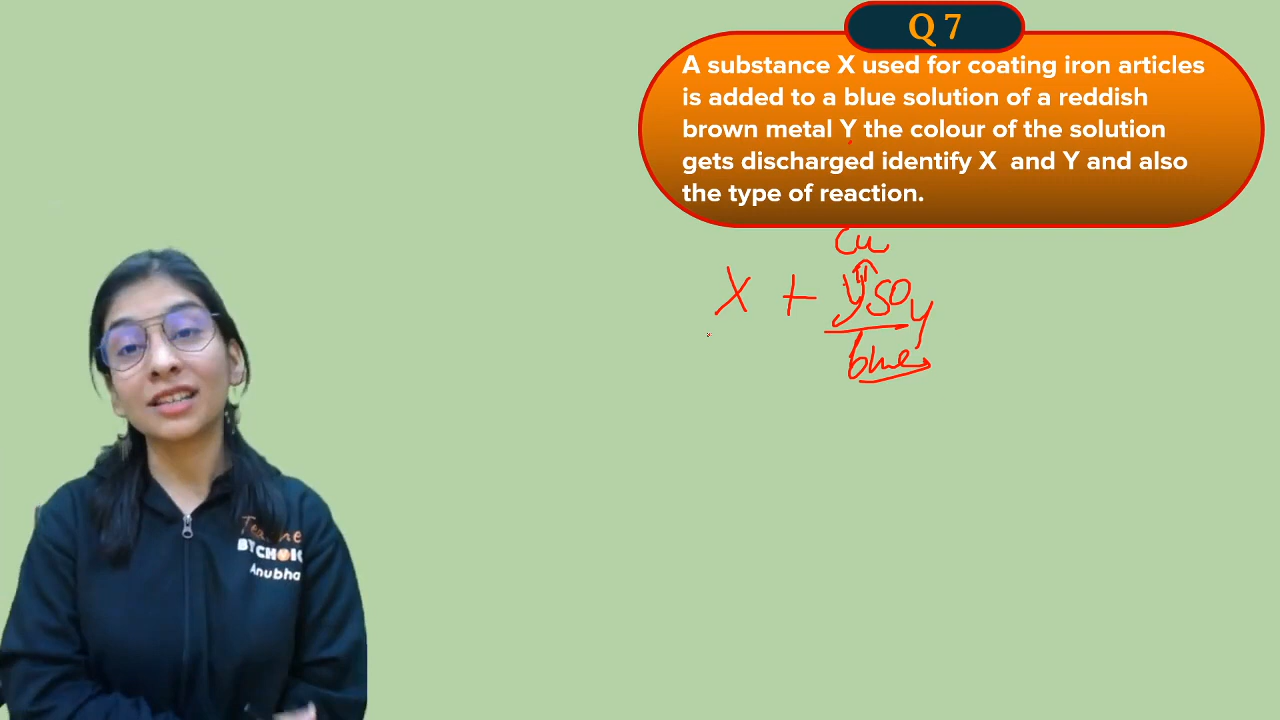 Q 7
A substance X used for coating iron articles
is added to a blue solution of a reddish
brown metal Y the colour of the solution
gets discharged identify X and Y and also
the type of reaction.
Cu
X + YSO4
blue
BY CHOIC
Anubha